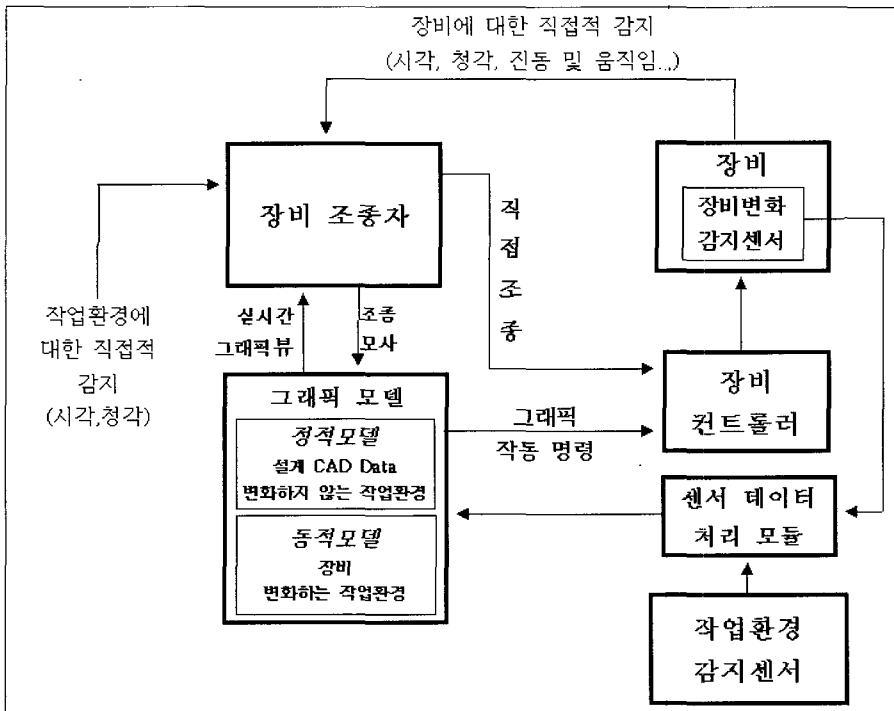 장비에 대한 직접적 감지
(시각, 청각, 진동 및 움직임...)
장비 조종자
직
접
조
종
장비
장비변화
감지센서
작업환경에
대한 직접적
감지
(시각,청각)
실시간
그래픽뷰
조종
모사
그래픽 모델
정적모델
설계 CAD Data
변화하지 않는 작업환경
동적모델
장비
변화하는 작업환경
그래픽
작동 명령
장비
컨트롤러
센서 데이터
처리 모듈
작업환경
감지센서